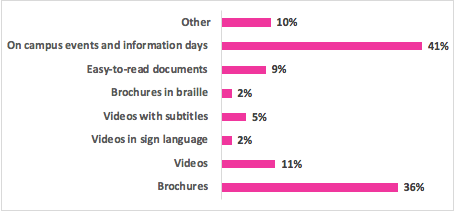 Other 10%
On campus events and information days 41%
Easy-to-read documents 9%
Brochures in braille 2%
Videos with subtitles 5%
Videos in sign language 2%
Videos 11%
Brochures 36%